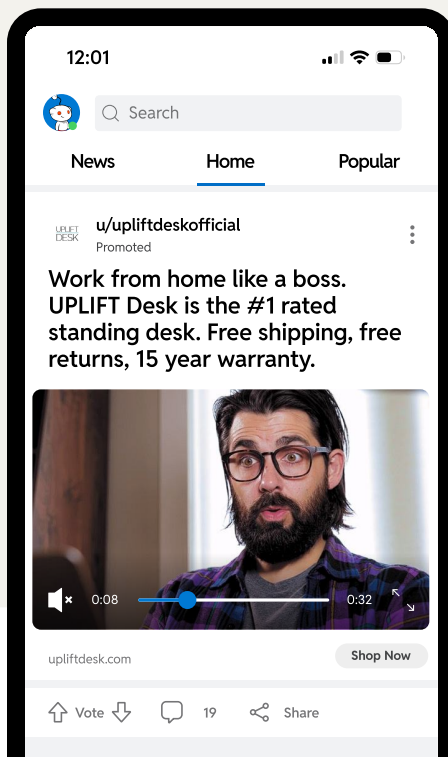 12:01
Search
News Home Popular
UPLIFT
DESK
u/upliftdeskofficial
Promoted
Work from home like a boss.
UPLIFT Desk is the #1 rated
standing desk. Free shipping, free
returns, 15 year warranty.
0:08 0:32
upliftdesk.com
Shop Now
Vote 19 Share